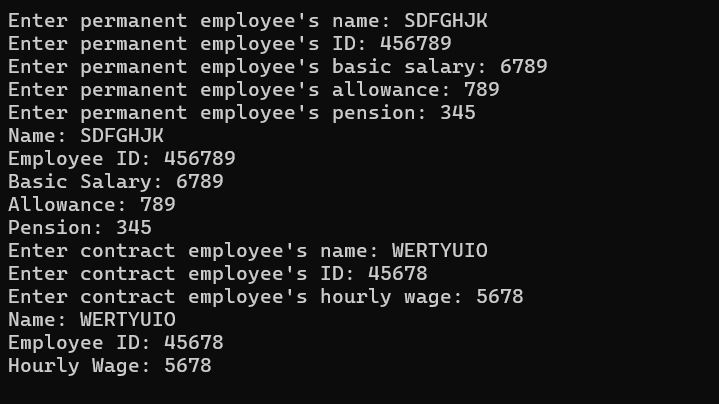 Enter permanent employee's name: SDFGHJK
Enter permanent employee's ID: 456789
Enter permanent employee's basic salary: 6789
Enter permanent employee's allowance: 789
Enter permanent employee's pension: 345
Name: SDFGHJK
Employee ID: 456789
Basic Salary: 6789
Allowance: 789
Pension: 345
Enter contract employee's name: WERTYUIO
Enter contract employee's ID: 45678
Enter contract employee's hourly wage: 5678
Name: WERTYUIO
Employee ID: 45678
Hourly Wage: 5678